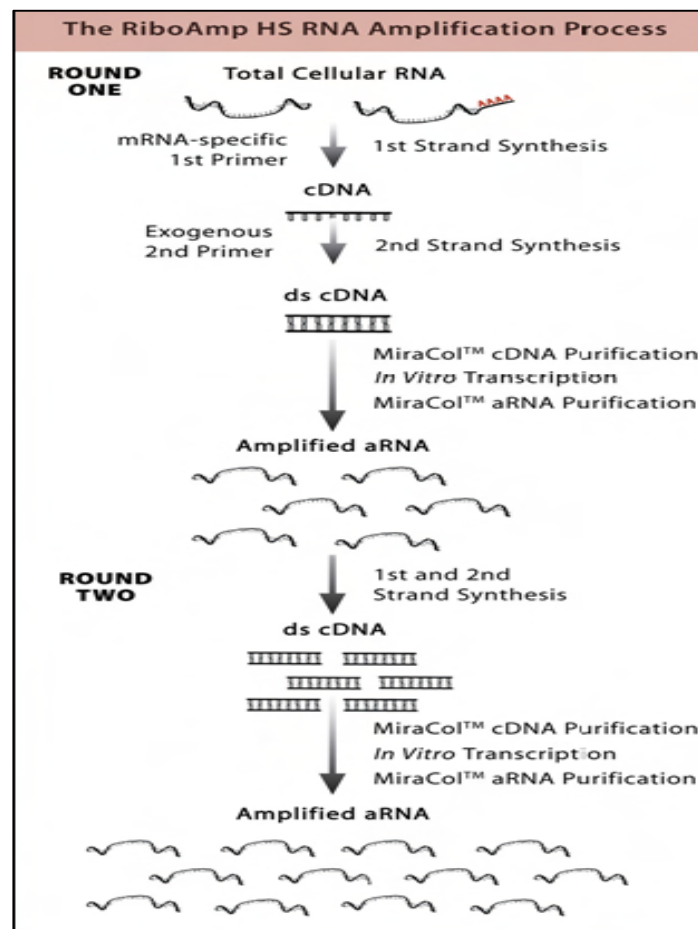 The RiboAmp HS RNA Amplification Process
ROUND
ONE
Total Cellular RNA
AAAA
mRNA-specific
1st Primer
1st Strand Synthesis
cDNA
Exogenous
2nd Primer
2nd Strand Synthesis
ds cDNA
MiraCol™ cDNA Purification
In Vitro Transcription
MiraCol™ aRNA Purification
Amplified aRNA
ROUND
TWO
1st and 2nd
Strand Synthesis
ds cDNA
MiraCol™ cDNA Purification
In Vitro Transcription
MiraCol™ aRNA Purification
Amplified aRNA